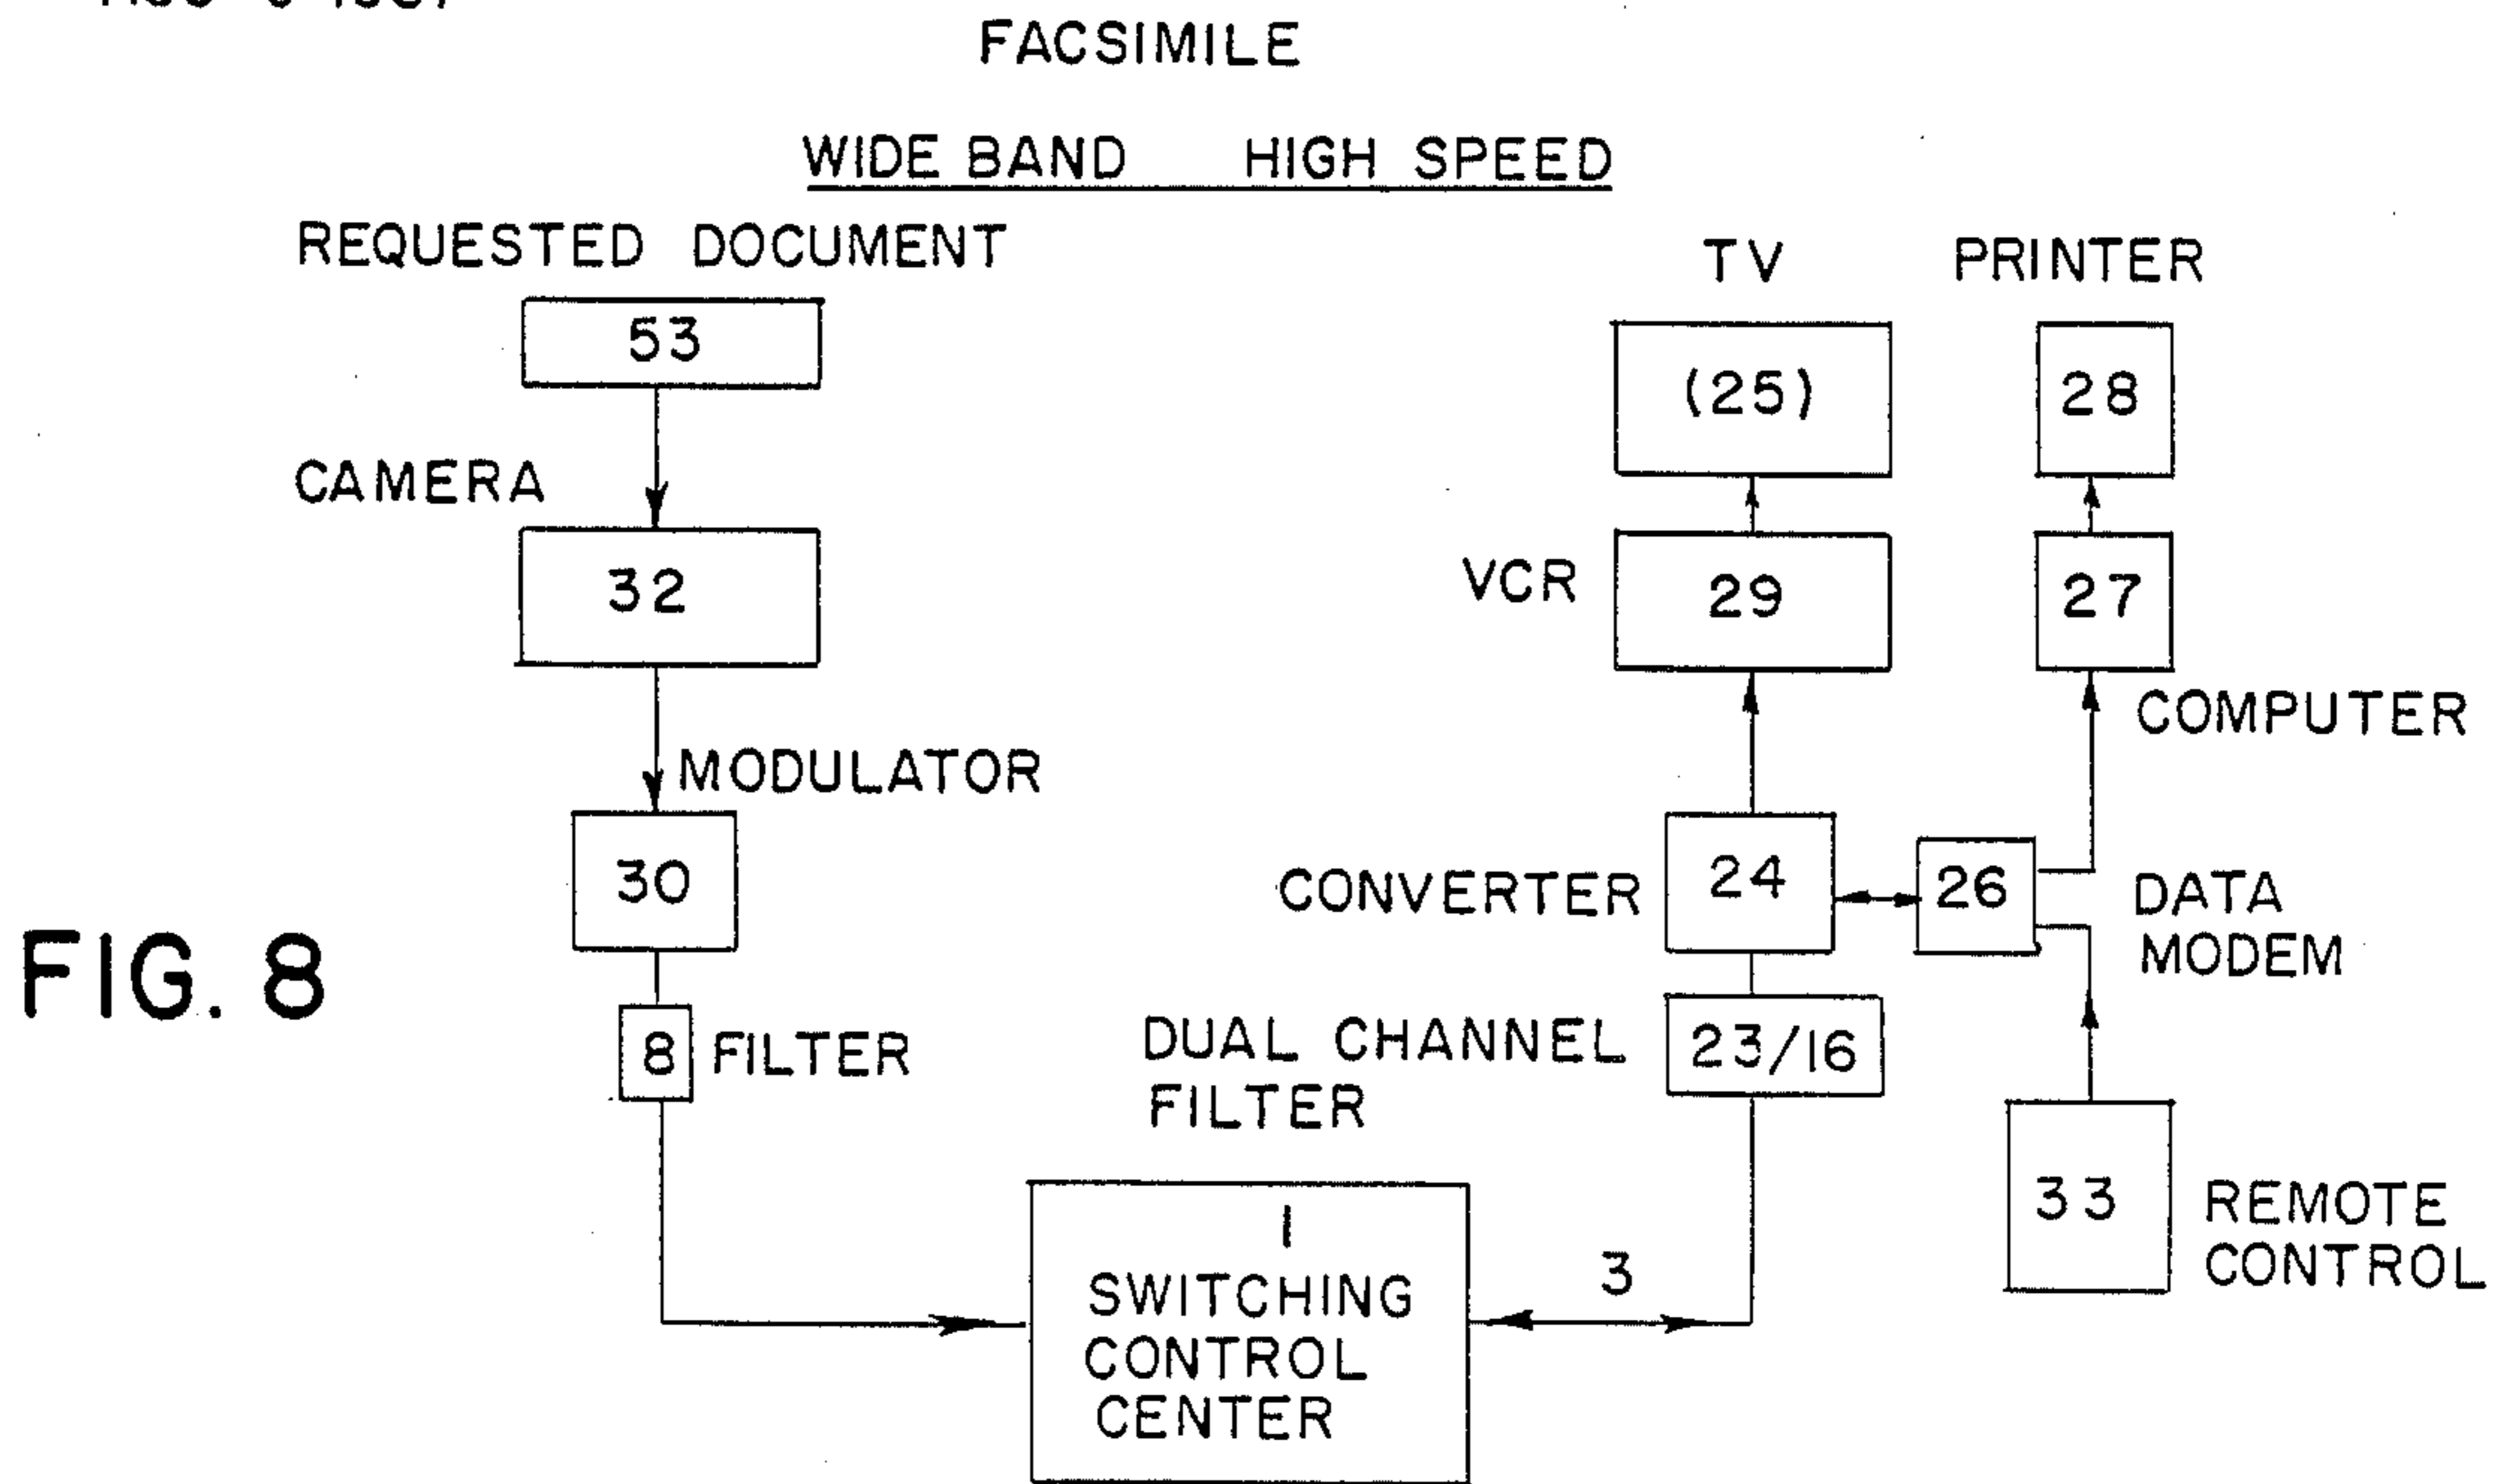 FACSIMILE
WIDE BAND HIGH SPEED
REQUESTED DOCUMENT
TV
PRINTER
53
(25)
28
CAMERA
32
VCR
29
27
COMPUTER
MODULATOR
30
CONVERTER
24
26
DATA
MODEM
FIG. 8
8
FILTER
DUAL CHANNEL
FILTER
23/16
33
REMOTE
CONTROL
1
SWITCHING
CONTROL
CENTER
3